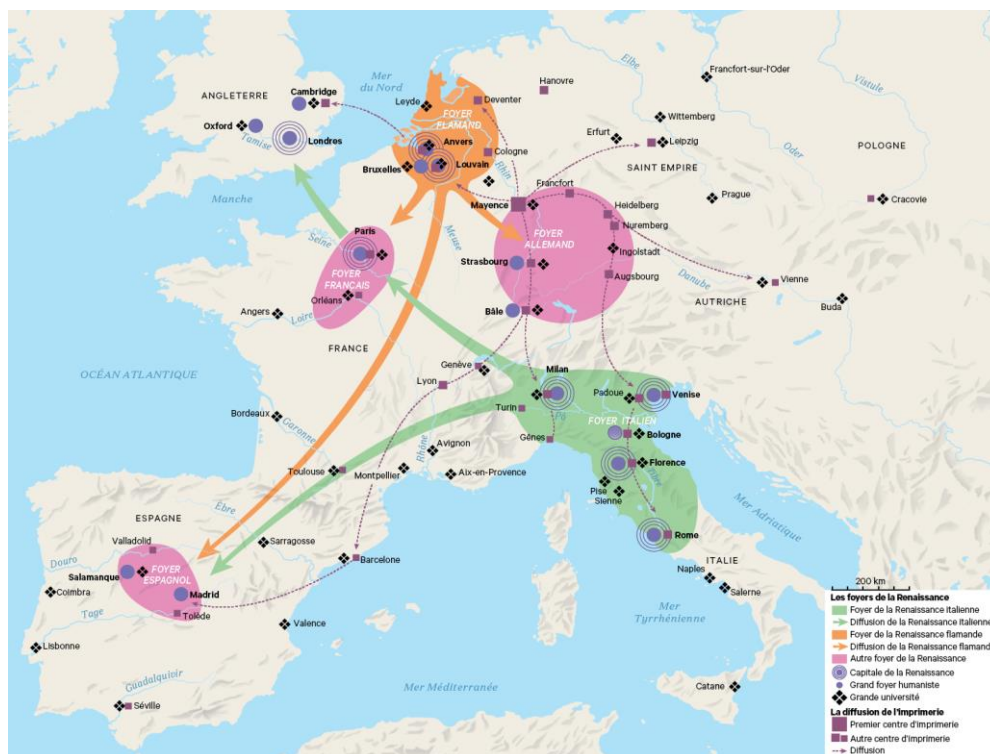 Mer
du Nord
Elbe
Francfort-sur-l'Oder
Vistule
Hanovre
ANGLETERRE
Cambridge
Leyde
Deventer
FOYER
FLAMAND
Wittemberg
Oxford
Tamise
Londres
Anvers
Erfurt
Leipzig
Oder
POLOGNE
Cologne
Bruxelles
Louvain
Rhin
SAINT EMPIRE
Francfort
Prague
Cracovie
Manche
Mayence
Heidelberg
Nuremberg
Paris
Seine
Meuse
FOYER
ALLEMAND
Ingolstadt
Strasbourg
FOYER
FRANÇAIS
Augsbourg
Danube
Vienne
Orléans
AUTRICHE
Buda
Angers
Loire
Bâle
FRANCE
Genève
Milan
OCÉAN ATLANTIQUE
Lyon
Padoue
Venise
Turin
Pô
Bordeaux
FOYER ITALIEN
Bologne
Garonne
Gênes
Rhône
Avignon
Florence
Toulouse
Montpellier
Aix-en-Provence
Pise
Sienne
Mer Adriatique
ESPAGNE
Ebre
Rome
Valladolid
Sarragosse
ITALIE
Douro
Barcelone
FOYER
ESPAGNOL
Salamanque
Naples
Coimbra
Madrid
Salerne
200 km
Tage
Tolède
Mer
Tyrrhénienne
Valence
Lisbonne
Guadalquivir
Mer Méditerranée
Catane
Séville
Les foyers de la Renaissance
Foyer de la Renaissance italienne
Diffusion de la Renaissance italienne
Foyer de la Renaissance flamande
Diffusion de la Renaissance flamand
Autre foyer de la Renaissance
Capitale de la Renaissance
Grand foyer humaniste
Grande université
La diffusion de l'imprimerie
Premier centre d'imprimerie
Autre centre d'imprimerie
Diffusion